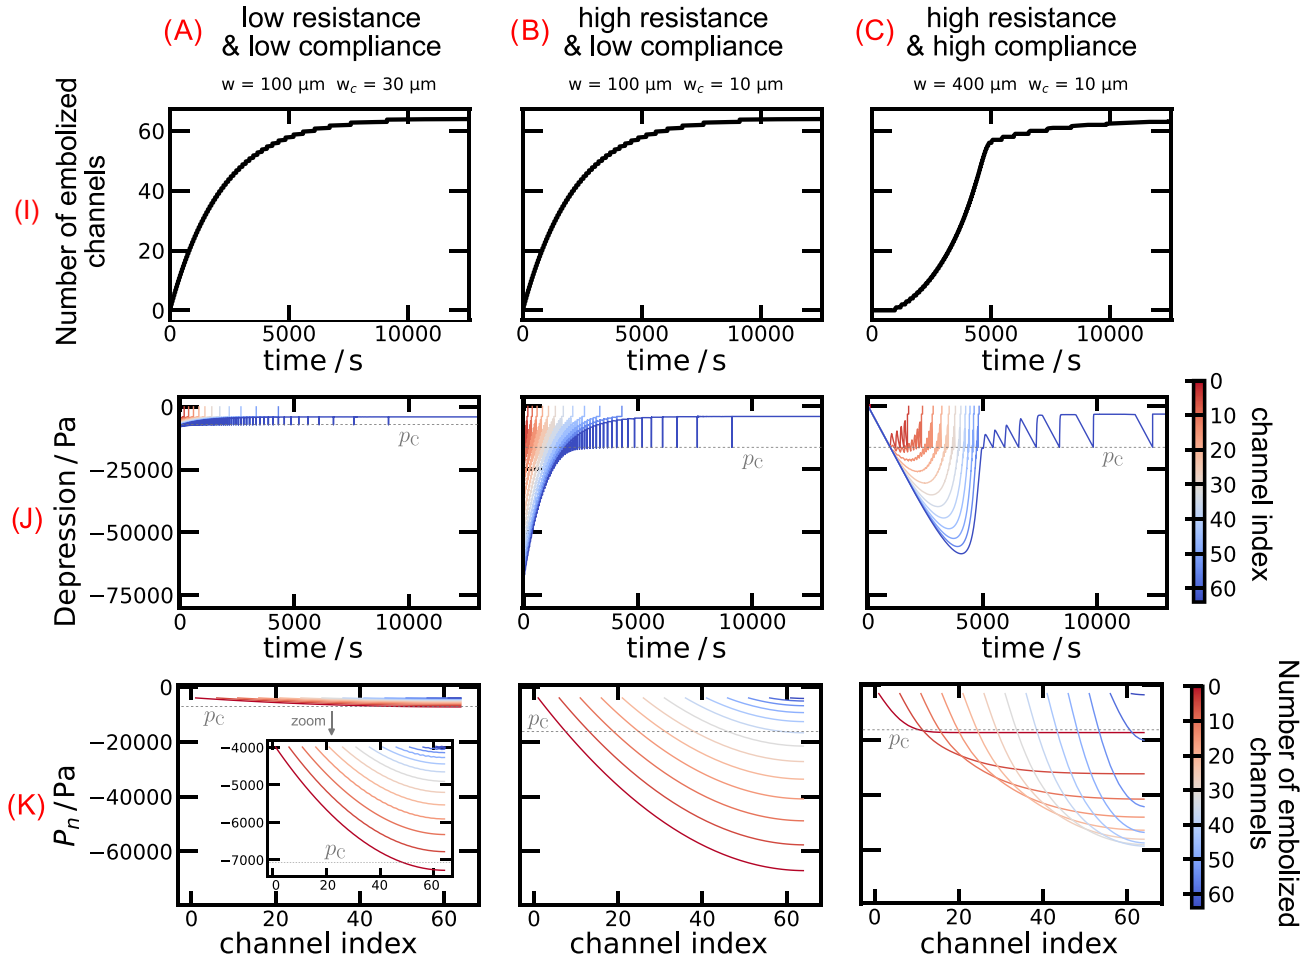 (A) low resistance
& low compliance
w = 100 μm  w_c = 30 μm
(B) high resistance
& low compliance
w = 100 μm  w_c = 10 μm
(C) high resistance
& high compliance
w = 400 μm  w_c = 10 μm
(I)
Number of embolized
channels
60
40
20
0
0 5000 10000
time / s
0 5000 10000
time / s
0 5000 10000
time / s
(J)
Depression / Pa
0
−25000
−50000
−75000
p_C
0 5000 10000
time / s
p_C
0 5000 10000
time / s
p_C
0 5000 10000
time / s
0
10
20
30
40
50
60
channel index
(K)
P_n / Pa
0
−20000
−40000
−60000
p_C
zoom
−4000
−5000
−6000
−7000
p_C
0 20 40 60
0 20 40 60
channel index
p_C
0 20 40 60
channel index
p_C
0 20 40 60
channel index
0
10
20
30
40
50
60
Number of embolized
channels